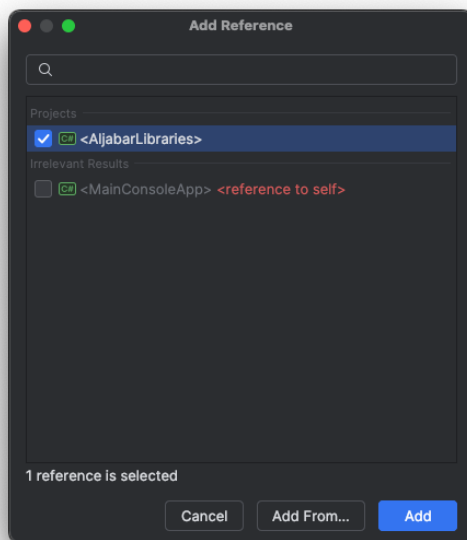 Add Reference
Projects
C# <AljabarLibraries>
Irrelevant Results
C# <MainConsoleApp> <reference to self>
1 reference is selected
Cancel Add From... Add